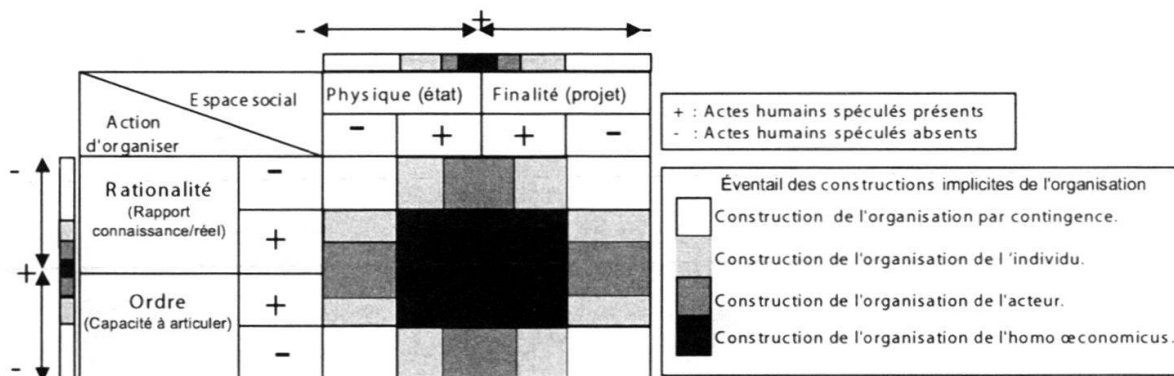 - + -
Espace social
Action
d'organiser
Physique (état) Finalité (projet)
- + + -
+ : Actes humains spéculés présents
- : Actes humains spéculés absents
-
+
-
Rationalité
(Rapport
connaissance/réel)
-
+
Ordre
(Capacité à articuler)
+
-
Éventail des constructions implicites de l'organisation
Construction de l'organisation par contingence.
Construction de l'organisation de l'individu.
Construction de l'organisation de l'acteur.
Construction de l'organisation de l'homo œconomicus.